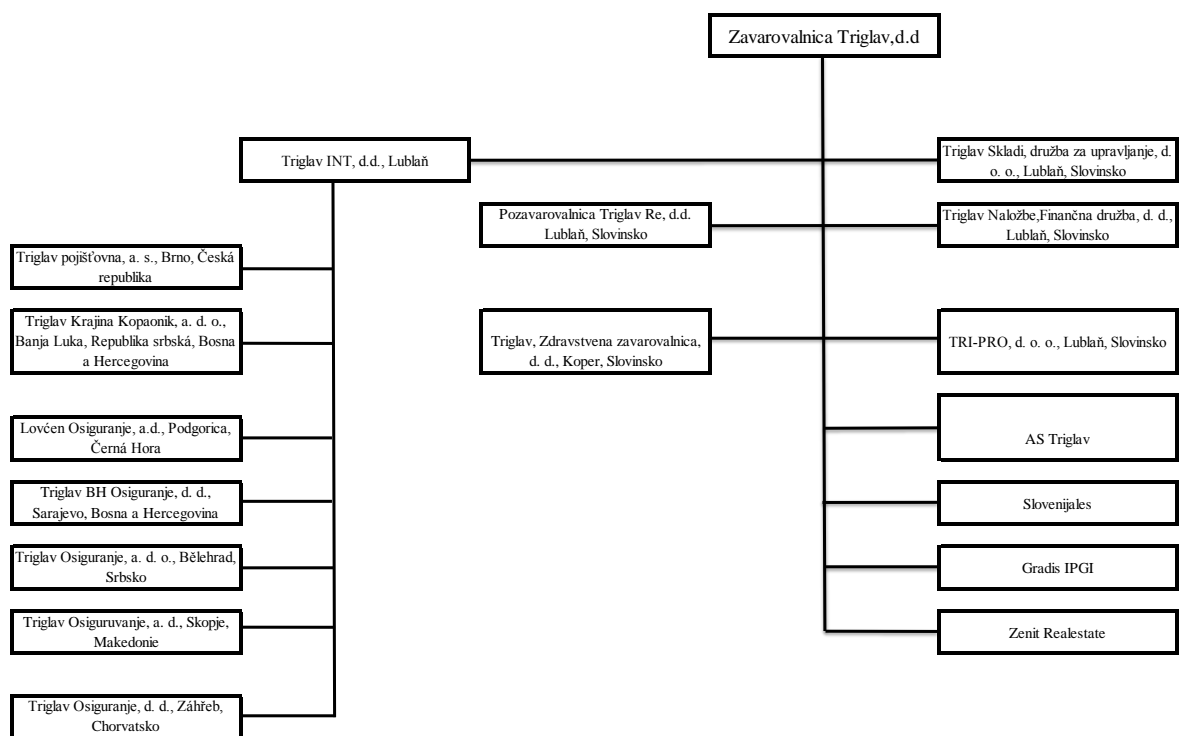 Zavarovalnica Triglav,d.d
Triglav INT, d.d., Lublaň
Triglav Skladi, družba za upravljanje, d.
o. o., Lublaň, Slovinsko
Pozavarovalnica Triglav Re, d.d.
Lublaň, Slovinsko
Triglav Naložbe,Finančna družba, d. d.,
Lublaň, Slovinsko
Triglav pojišťovna, a. s., Brno, Česká
republika
Triglav Krajina Kopaonik, a. d. o.,
Banja Luka, Republika srbská, Bosna
a Hercegovina
Triglav, Zdravstvena zavarovalnica,
d. d., Koper, Slovinsko
TRI-PRO, d. o. o., Lublaň, Slovinsko
Lovćen Osiguranje, a.d., Podgorica,
Černá Hora
AS Triglav
Triglav BH Osiguranje, d. d.,
Sarajevo, Bosna a Hercegovina
Slovenijales
Triglav Osiguranje, a. d. o., Bělehrad,
Srbsko
Gradis IPGI
Triglav Osiguruvanje, a. d., Skopje,
Makedonie
Zenit Realestate
Triglav Osiguranje, d. d., Záhřeb,
Chorvatsko